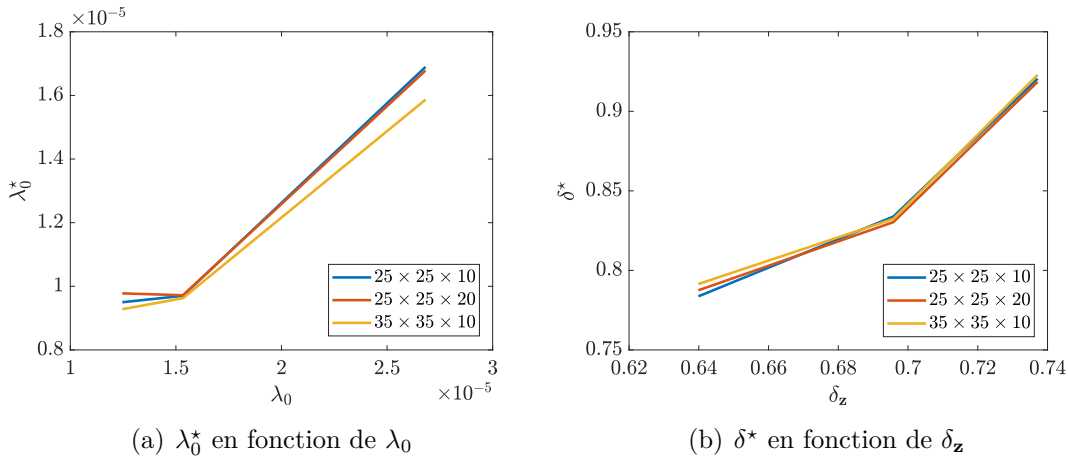 ×10⁻⁵
1.8
1.6
1.4
1.2
1
0.8
λ₀⋆
1
1.5
2
2.5
3
×10⁻⁵
λ₀
25 × 25 × 10
25 × 25 × 20
35 × 35 × 10
(a) λ₀⋆ en fonction de λ₀
0.95
0.9
0.85
0.8
0.75
δ⋆
0.62
0.64
0.66
0.68
0.7
0.72
0.74
δ𝐳
25 × 25 × 10
25 × 25 × 20
35 × 35 × 10
(b) δ⋆ en fonction de δ𝐳